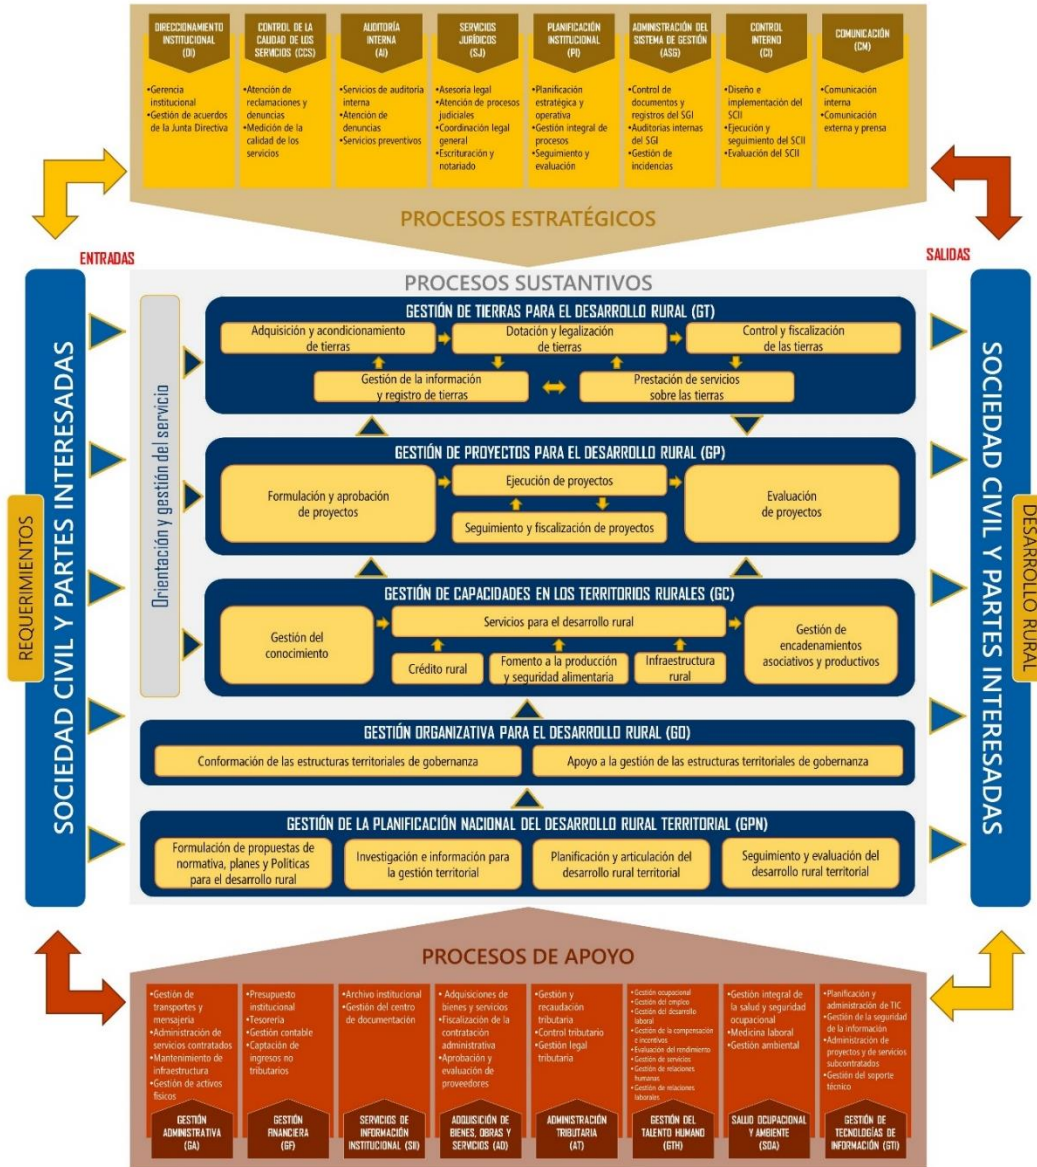 DIRECCIONAMIENTO
INSTITUCIONAL
(DI)
•Gerencia
institucional
•Gestión de acuerdos
de la Junta Directiva
CONTROL DE LA
CALIDAD DE LOS
SERVICIOS (CCS)
•Atención de
reclamaciones y
denuncias
•Medición de la
calidad de los
servicios
AUDITORÍA
INTERNA
(AI)
•Servicios de auditoría
interna
•Atención de
denuncias
•Servicios preventivos
SERVICIOS
JURÍDICOS
(SJ)
•Asesoría legal
•Atención de procesos
judiciales
•Coordinación legal
general
•Escrituración y
notariado
PLANIFICACIÓN
INSTITUCIONAL
(PI)
•Planificación
estratégica y
operativa
•Gestión integral de
procesos
•Seguimiento y
evaluación
ADMINISTRACIÓN DEL
SISTEMA DE GESTIÓN
(ASG)
•Control de
documentos y
registros del SGI
•Auditorias internas
del SGI
•Gestión de
incidencias
CONTROL
INTERNO
(CI)
•Diseño e
implementación del
SCII
•Ejecución y
seguimiento del SCII
•Evaluación del SCII
COMUNICACIÓN
(CM)
•Comunicación
interna
•Comunicación
externa y prensa
PROCESOS ESTRATÉGICOS
ENTRADAS
SALIDAS
REQUERIMIENTOS
SOCIEDAD CIVIL Y PARTES INTERESADAS
Orientación y gestión del servicio
PROCESOS SUSTANTIVOS
GESTIÓN DE TIERRAS PARA EL DESARROLLO RURAL (GT)
Adquisición y acondicionamiento
de tierras
Dotación y legalización
de tierras
Control y fiscalización
de las tierras
Gestión de la información
y registro de tierras
Prestación de servicios
sobre las tierras
GESTIÓN DE PROYECTOS PARA EL DESARROLLO RURAL (GP)
Formulación y aprobación
de proyectos
Ejecución de proyectos
Seguimiento y fiscalización de proyectos
Evaluación
de proyectos
GESTIÓN DE CAPACIDADES EN LOS TERRITORIOS RURALES (GC)
Gestión del
conocimiento
Servicios para el desarrollo rural
Crédito rural
Fomento a la producción
y seguridad alimentaria
Infraestructura
rural
Gestión de
encadenamientos
asociativos y productivos
GESTIÓN ORGANIZATIVA PARA EL DESARROLLO RURAL (GO)
Conformación de las estructuras territoriales de gobernanza
Apoyo a la gestión de las estructuras territoriales de gobernanza
GESTIÓN DE LA PLANIFICACIÓN NACIONAL DEL DESARROLLO RURAL TERRITORIAL (GPN)
Formulación de propuestas de
normativa, planes y Políticas
para el desarrollo rural
Investigación e información para
la gestión territorial
Planificación y articulación del
desarrollo rural territorial
Seguimiento y evaluación del
desarrollo rural territorial
SOCIEDAD CIVIL Y PARTES INTERESADAS
DESARROLLO RURAL
PROCESOS DE APOYO
•Gestión de
transportes y
mensajería
•Administración de
servicios contratados
•Mantenimiento de
infraestructura
•Gestión de activos
físicos
GESTIÓN
ADMINISTRATIVA
(GA)
•Presupuesto
institucional
•Tesorería
•Gestión contable
•Captación de
ingresos no
tributarios
GESTIÓN
FINANCIERA
(GF)
•Archivo institucional
•Gestión del centro de
documentación
SERVICIOS DE
INFORMACIÓN
INSTITUCIONAL (SII)
•Adquisiciones de
bienes y servicios
•Fiscalización de la
contratación
administrativa
•Aprobación y
evaluación de
proveedores
ADQUISICIÓN DE
BIENES, OBRAS Y
SERVICIOS (AD)
•Gestión y
recaudación
tributaria
•Control tributario
•Gestión legal
tributaria
ADMINISTRACIÓN
TRIBUTARIA
(AT)
•Gestión ocupacional
•Gestión del empleo
•Gestión del desarrollo
laboral
•Gestión de la compensación
e incentivos
•Evaluación del rendimiento
•Gestión de servicios
•Gestión de relaciones
humanas
•Gestión de relaciones
laborales
GESTIÓN DEL
TALENTO HUMANO
(GTH)
•Gestión integral de
la salud y seguridad
ocupacional
•Medicina laboral
•Gestión ambiental
SALUD OCUPACIONAL
Y AMBIENTE
(SOA)
•Planificación y
administración de TIC
•Gestión de la seguridad
de la información
•Administración de
proyectos y de servicios
subcontratados
•Gestión del soporte
técnico
GESTIÓN DE
TECNOLOGÍAS DE
INFORMACIÓN (GTI)